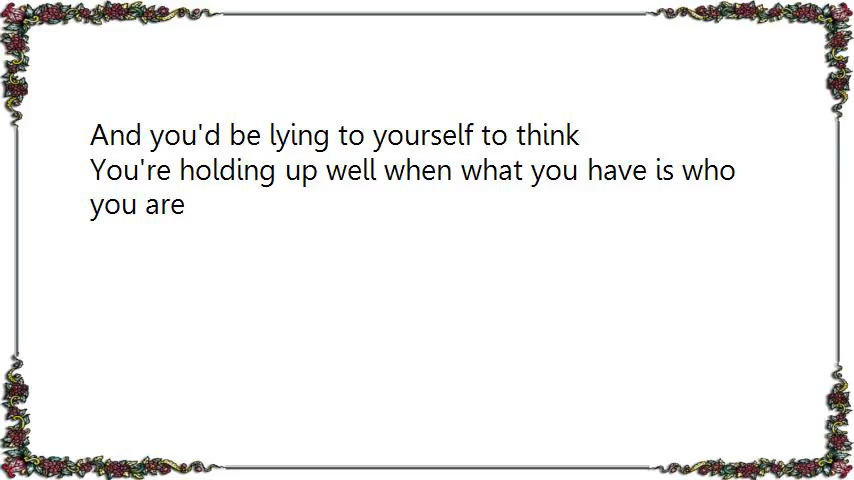 And you'd be lying to yourself to think
You're holding up well when what you have is who
you are